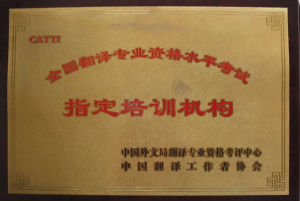 CATTI
全国翻译专业资格水平考试
指定培训机构
中国外文局翻译专业资格考评中心
中国翻译工作者协会